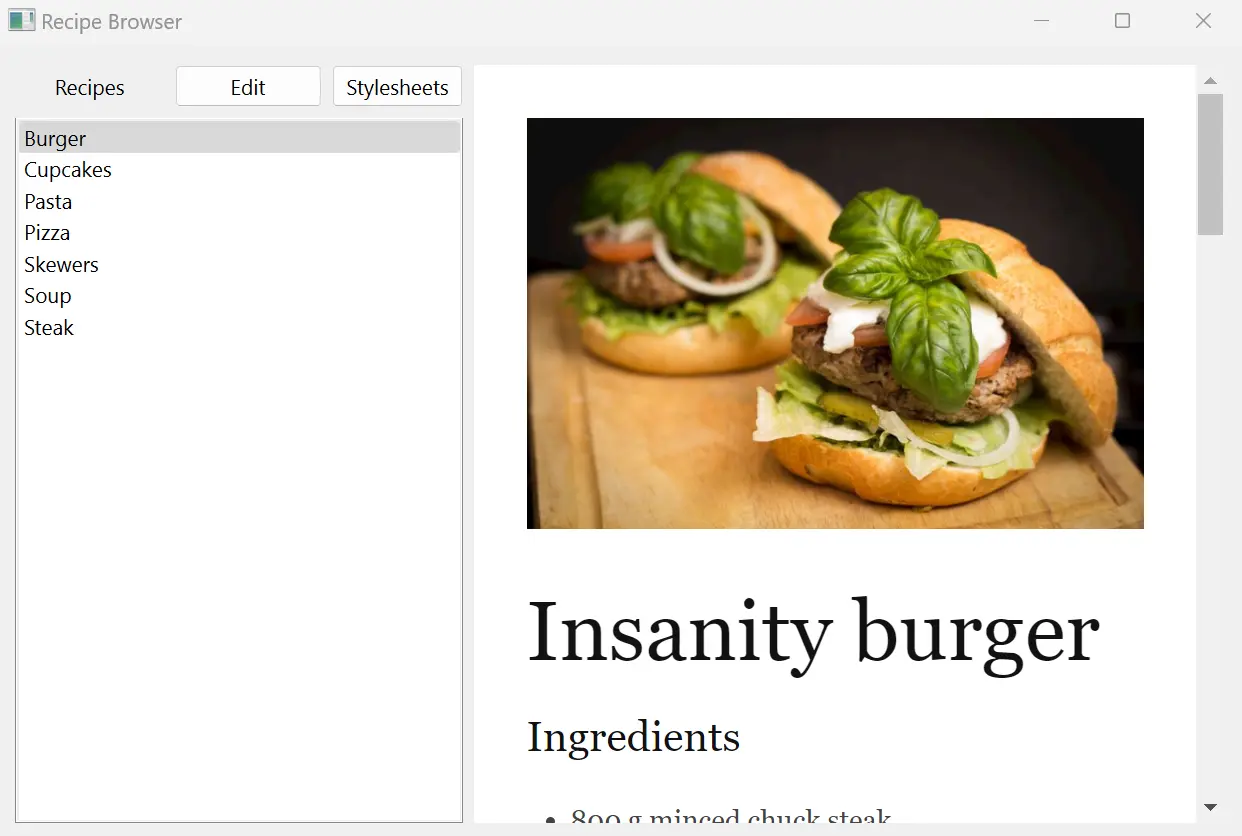 Recipe Browser
Recipes Edit Stylesheets
Burger
Cupcakes
Pasta
Pizza
Skewers
Soup
Steak
Insanity burger
Ingredients
• 800 g minced chuck steak